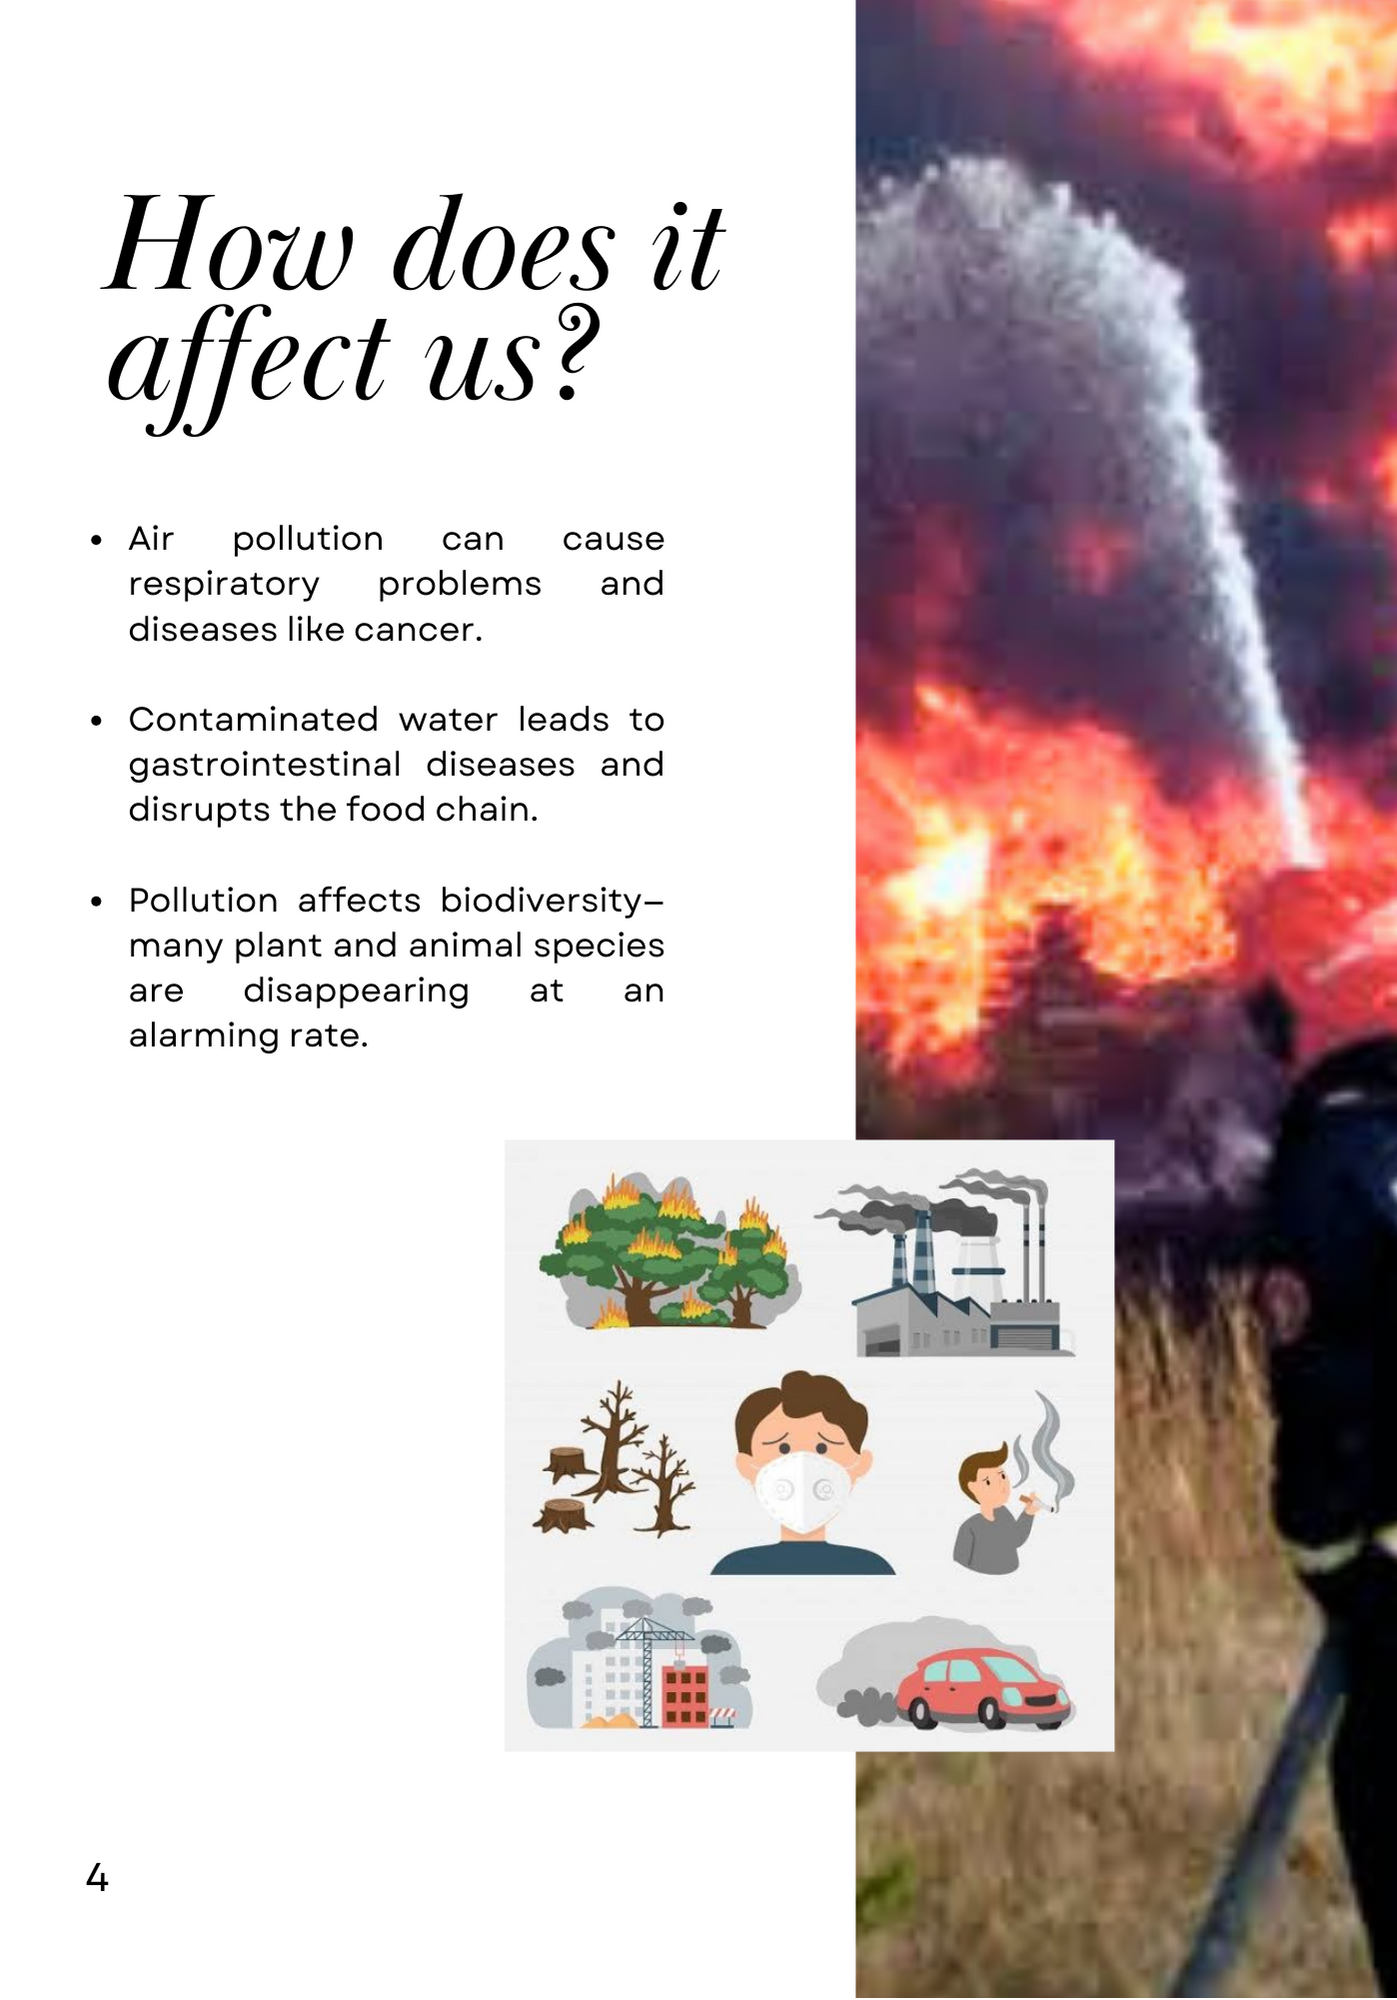 How does it
affect us?
• Air pollution can cause
respiratory problems and
diseases like cancer.
• Contaminated water leads to
gastrointestinal diseases and
disrupts the food chain.
• Pollution affects biodiversity—
many plant and animal species
are disappearing at an
alarming rate.
4